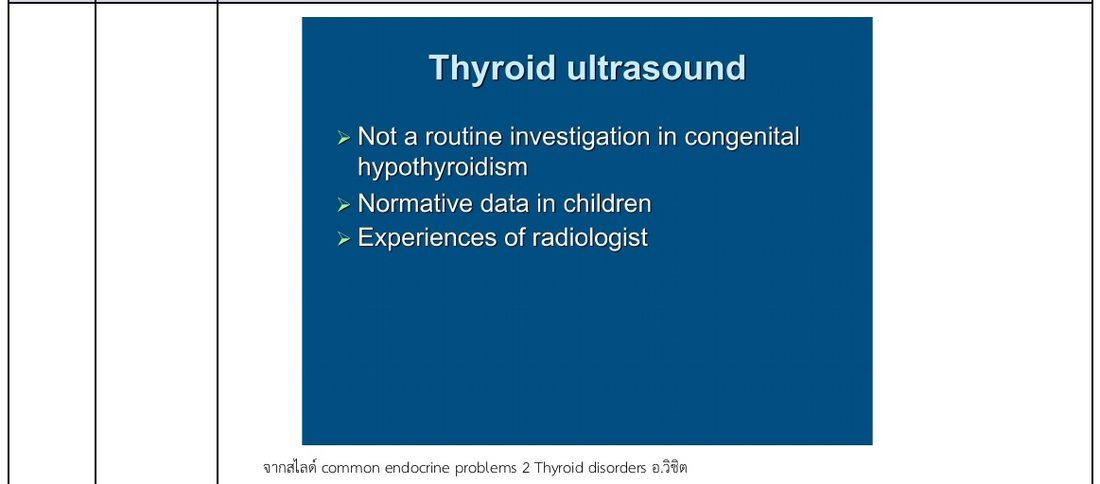 Thyroid ultrasound
➢ Not a routine investigation in congenital
hypothyroidism
➢ Normative data in children
➢ Experiences of radiologist
จากสไลด์ common endocrine problems 2 Thyroid disorders อ.วิชิต